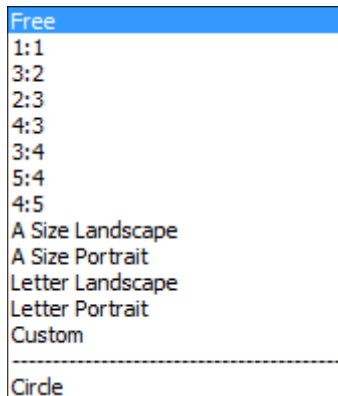 Free
1:1
3:2
2:3
4:3
3:4
5:4
4:5
A Size Landscape
A Size Portrait
Letter Landscape
Letter Portrait
Custom
----------------------------------------
Circle